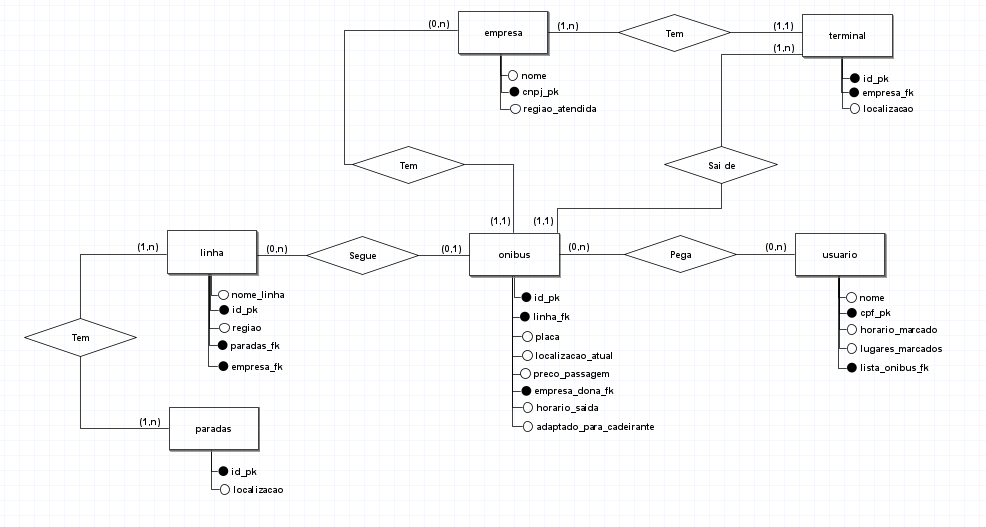 (0,n)
empresa
(1,n)
Tem
(1,1)
terminal
(1,n)
nome
cnpj_pk
regiao_atendida
id_pk
empresa_fk
localizacao
Tem
Sai de
(1,1)
(1,1)
(1,n)
linha
(0,n)
Segue
(0,1)
onibus
(0,n)
Pega
(0,n)
usuario
nome_linha
id_pk
regiao
paradas_fk
empresa_fk
id_pk
linha_fk
placa
localizacao_atual
preco_passagem
empresa_dona_fk
horario_saida
adaptado_para_cadeirante
nome
cpf_pk
horario_marcado
lugares_marcados
lista_onibus_fk
Tem
(1,n)
paradas
id_pk
localizacao